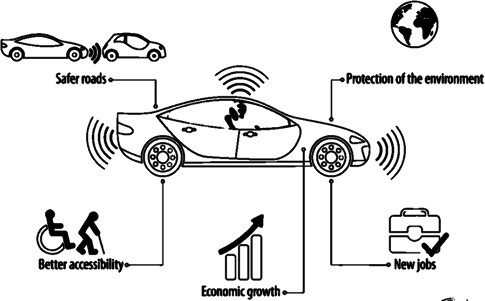 Safer roads
Protection of the environment
Better accessibility
Economic growth
New jobs